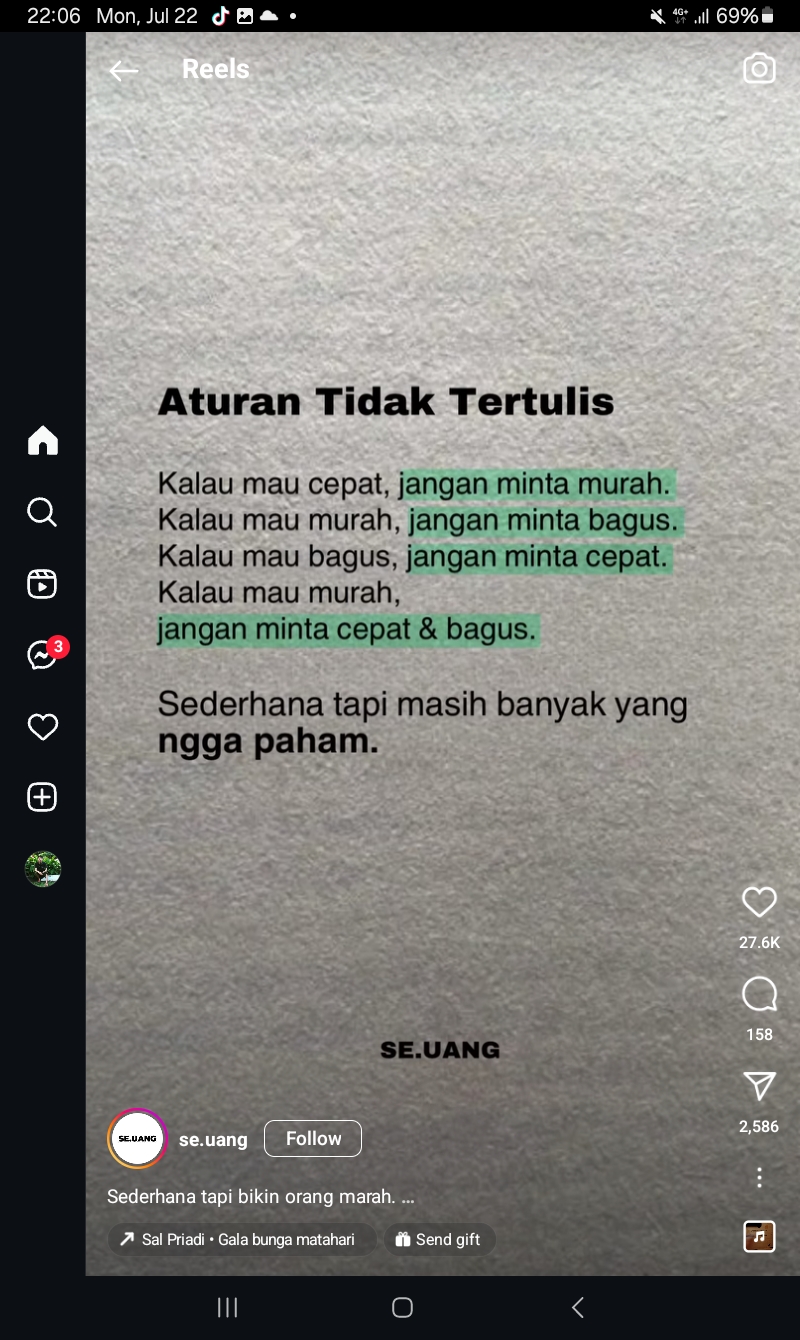 22:06 Mon, Jul 22 4G+ 69%
Reels
Aturan Tidak Tertulis
Kalau mau cepat, jangan minta murah.
Kalau mau murah, jangan minta bagus.
Kalau mau bagus, jangan minta cepat.
Kalau mau murah,
jangan minta cepat & bagus.
Sederhana tapi masih banyak yang
ngga paham.
3
27.6K
158
2,586
SE.UANG
SE.UANG
se.uang Follow
Sederhana tapi bikin orang marah. ...
Sal Priadi • Gala bunga matahari Send gift